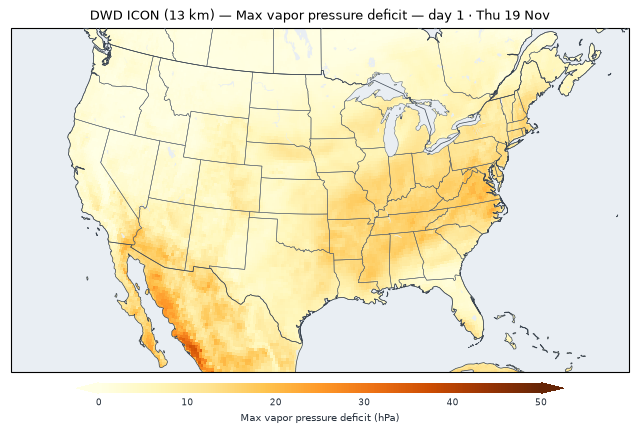 DWD ICON (13 km) — Max vapor pressure deficit — day 1 · Thu 19 Nov
0 10 20 30 40 50
Max vapor pressure deficit (hPa)